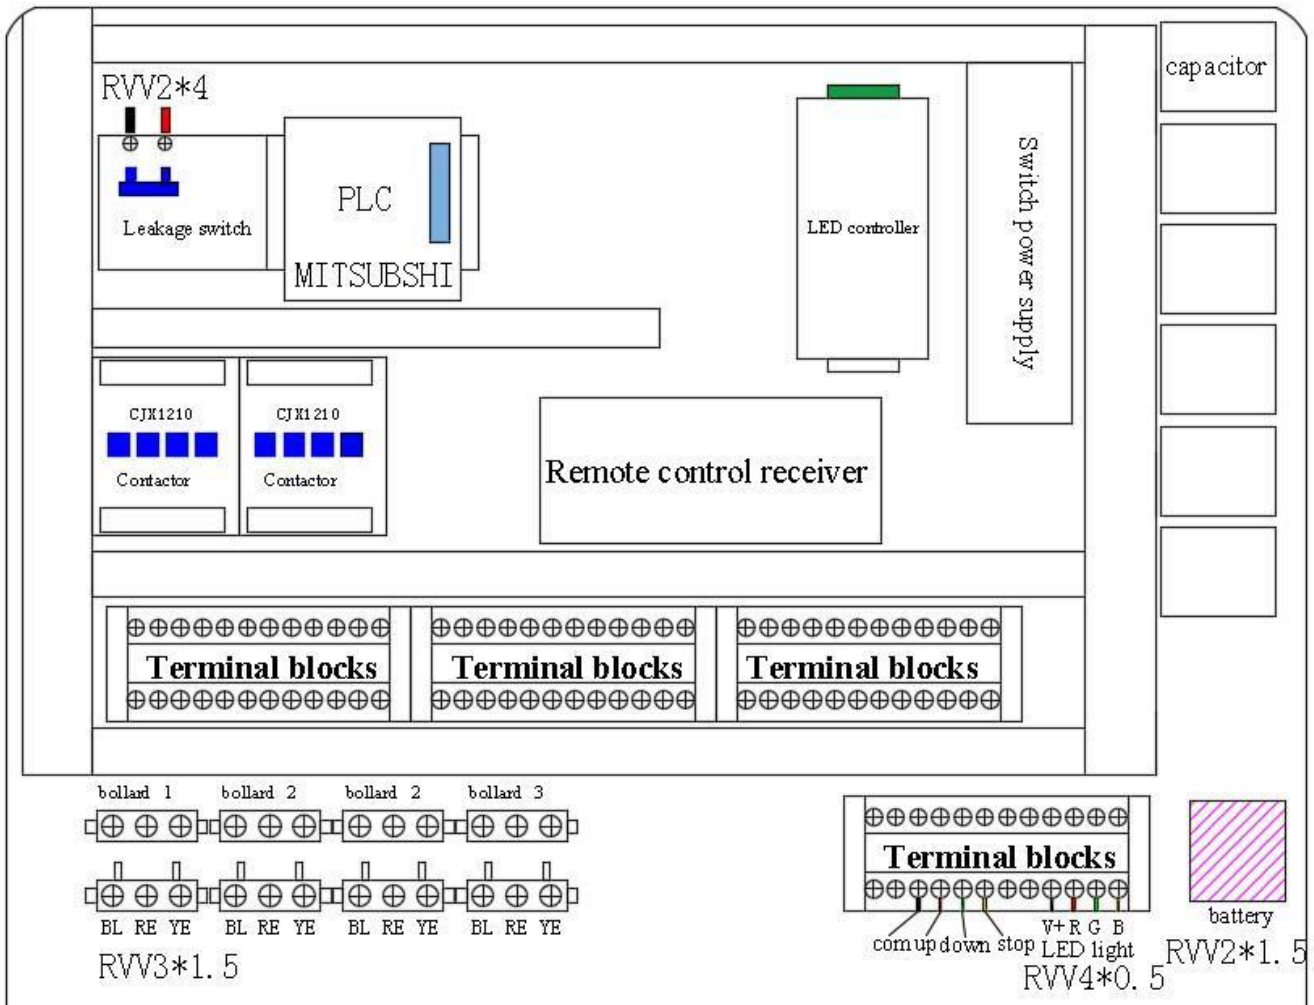 RVV2*4
capacitor
Leakage switch
PLC
MITSUBSHI
LED controller
Switch power supply
CJX1210
Contactor
CJX1210
Contactor
Remote control receiver
Terminal blocks
Terminal blocks
Terminal blocks
bollard 1
bollard 2
bollard 2
bollard 3
BL RE YE
BL RE YE
BL RE YE
BL RE YE
RVV3*1.5
Terminal blocks
com up down stop
V+ R G B
LED light
RVV4*0.5
battery
RVV2*1.5